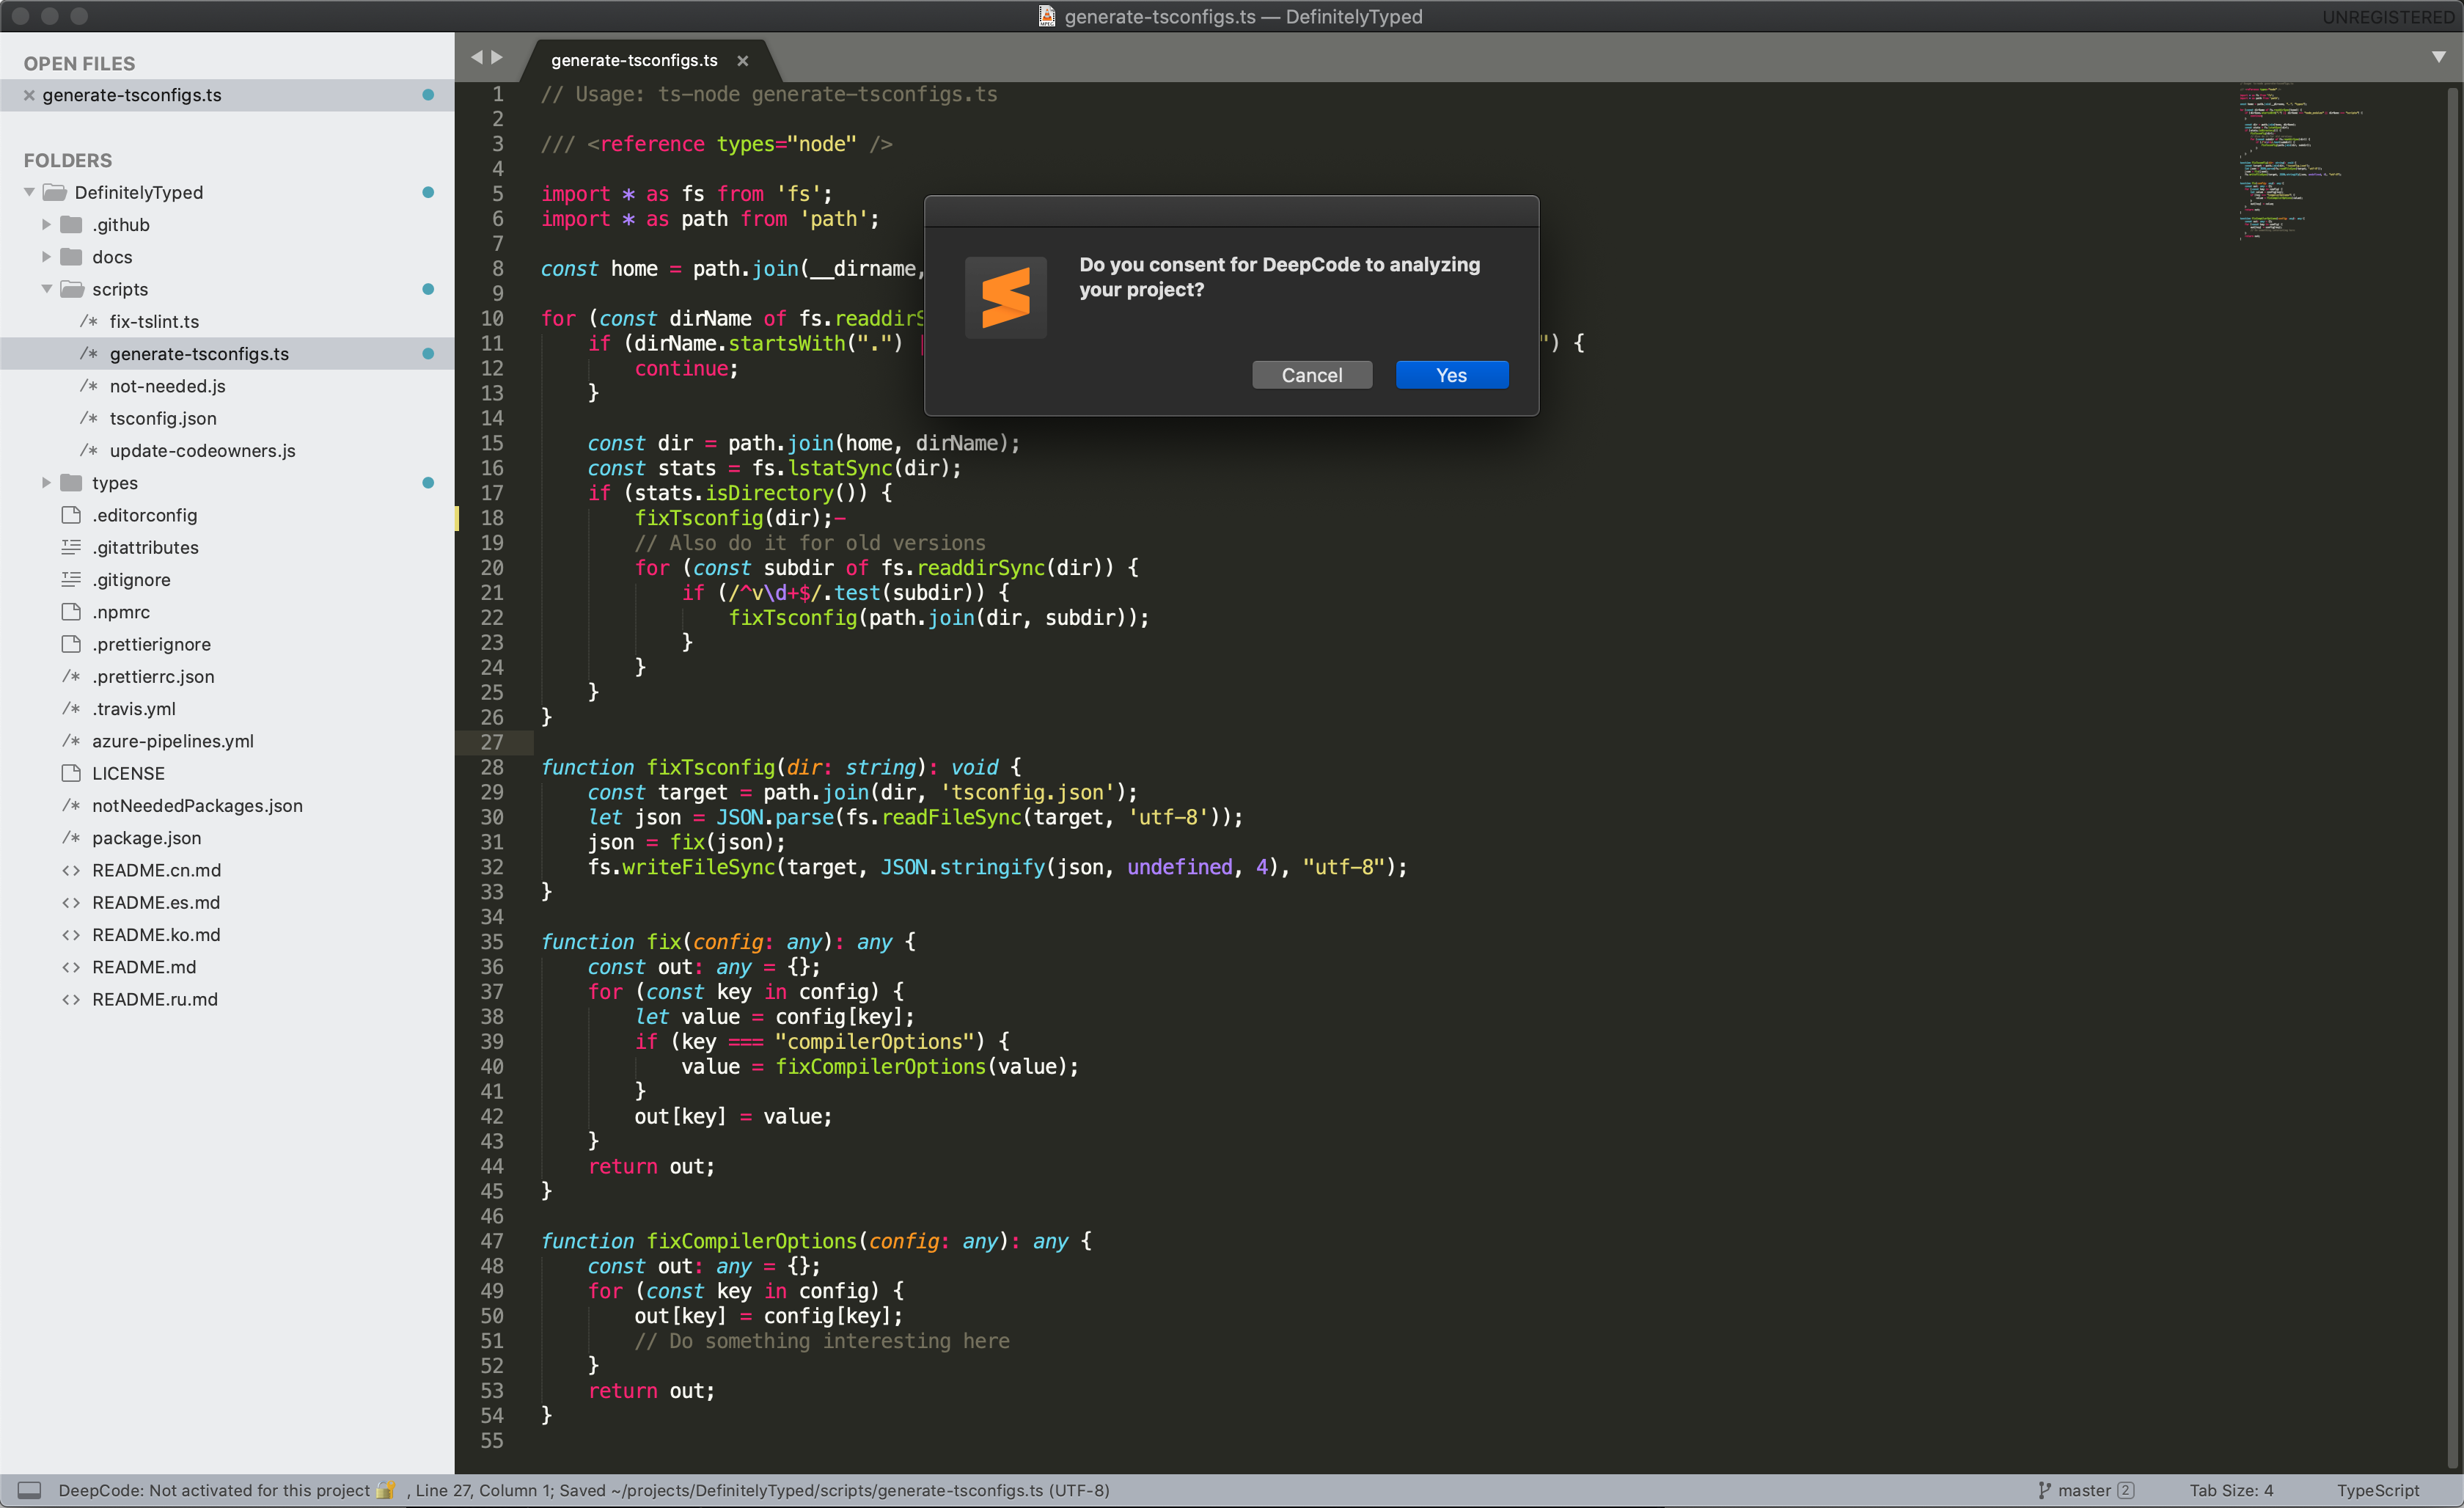 generate-tsconfigs.ts — DefinitelyTyped
UNREGISTERED
OPEN FILES
generate-tsconfigs.ts
FOLDERS
DefinitelyTyped
.github
docs
scripts
/* fix-tslint.ts
/* generate-tsconfigs.ts
/* not-needed.js
/* tsconfig.json
/* update-codeowners.js
types
.editorconfig
.gitattributes
.gitignore
.npmrc
.prettierignore
/* .prettierrc.json
/* .travis.yml
/* azure-pipelines.yml
LICENSE
/* notNeededPackages.json
/* package.json
<> README.cn.md
<> README.es.md
<> README.ko.md
<> README.md
<> README.ru.md
generate-tsconfigs.ts
1 // Usage: ts-node generate-tsconfigs.ts
2
3 /// <reference types="node" />
4
5 import * as fs from 'fs';
6 import * as path from 'path';
7
8 const home = path.join(__dirname,
9
10 for (const dirName of fs.readdirS
11 if (dirName.startsWith(".") ") {
12 continue;
13 }
14
15 const dir = path.join(home, dirName);
16 const stats = fs.lstatSync(dir);
17 if (stats.isDirectory()) {
18 fixTsconfig(dir);-
19 // Also do it for old versions
20 for (const subdir of fs.readdirSync(dir)) {
21 if (/^v\d+$/.test(subdir)) {
22 fixTsconfig(path.join(dir, subdir));
23 }
24 }
25 }
26 }
27
28 function fixTsconfig(dir: string): void {
29 const target = path.join(dir, 'tsconfig.json');
30 let json = JSON.parse(fs.readFileSync(target, 'utf-8'));
31 json = fix(json);
32 fs.writeFileSync(target, JSON.stringify(json, undefined, 4), "utf-8");
33 }
34
35 function fix(config: any): any {
36 const out: any = {};
37 for (const key in config) {
38 let value = config[key];
39 if (key === "compilerOptions") {
40 value = fixCompilerOptions(value);
41 }
42 out[key] = value;
43 }
44 return out;
45 }
46
47 function fixCompilerOptions(config: any): any {
48 const out: any = {};
49 for (const key in config) {
50 out[key] = config[key];
51 // Do something interesting here
52 }
53 return out;
54 }
55
Do you consent for DeepCode to analyzing
your project?
Cancel
Yes
DeepCode: Not activated for this project 🔐 , Line 27, Column 1; Saved ~/projects/DefinitelyTyped/scripts/generate-tsconfigs.ts (UTF-8)
master 2
Tab Size: 4
TypeScript